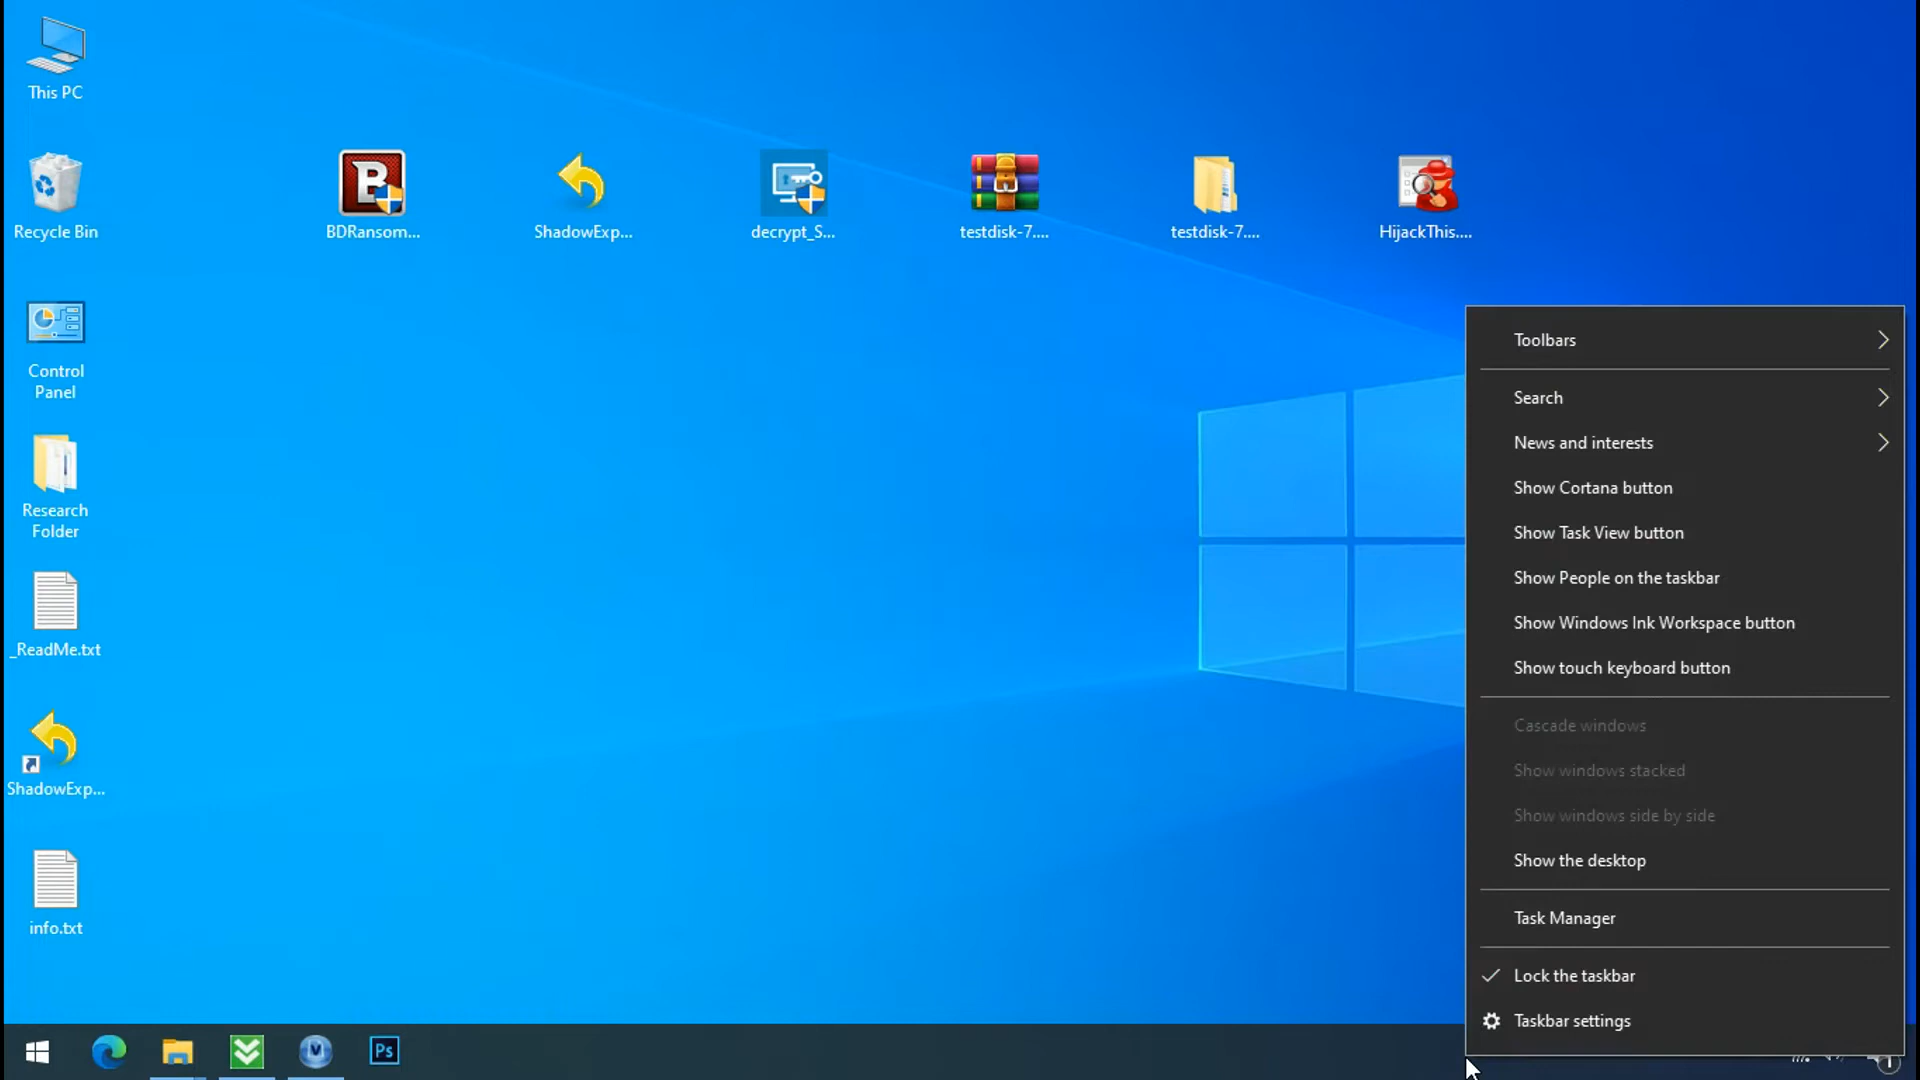 This PC
Recycle Bin
BDRansom...
ShadowExp...
decrypt_S...
testdisk-7....
testdisk-7....
HijackThis....
Control
Panel
Research
Folder
_ReadMe.txt
ShadowExp...
info.txt
Toolbars
Search
News and interests
Show Cortana button
Show Task View button
Show People on the taskbar
Show Windows Ink Workspace button
Show touch keyboard button
Cascade windows
Show windows stacked
Show windows side by side
Show the desktop
Task Manager
Lock the taskbar
Taskbar settings
Ps
1